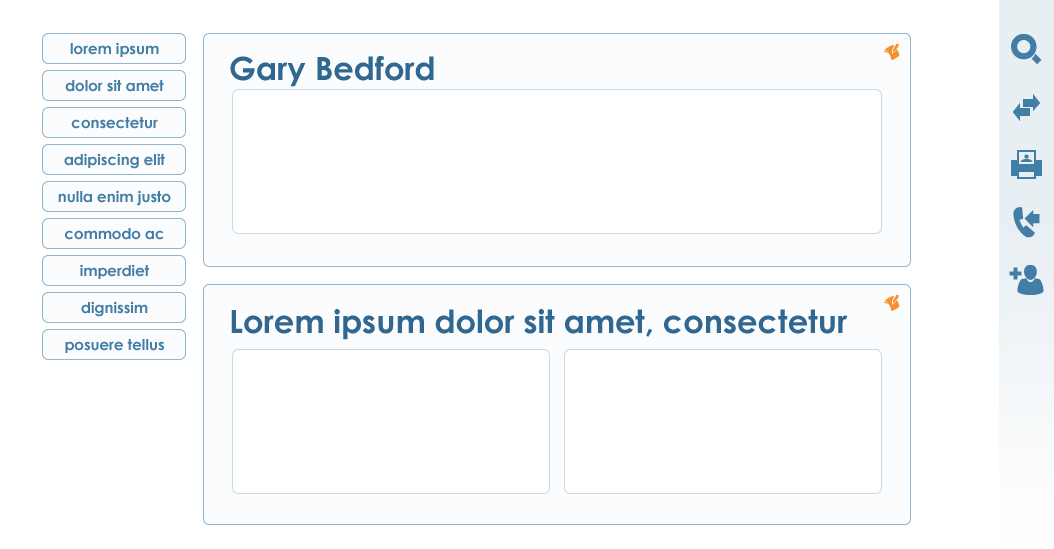 lorem ipsum
dolor sit amet
consectetur
adipiscing elit
nulla enim justo
commodo ac
imperdiet
dignissim
posuere tellus
Gary Bedford
Lorem ipsum dolor sit amet, consectetur